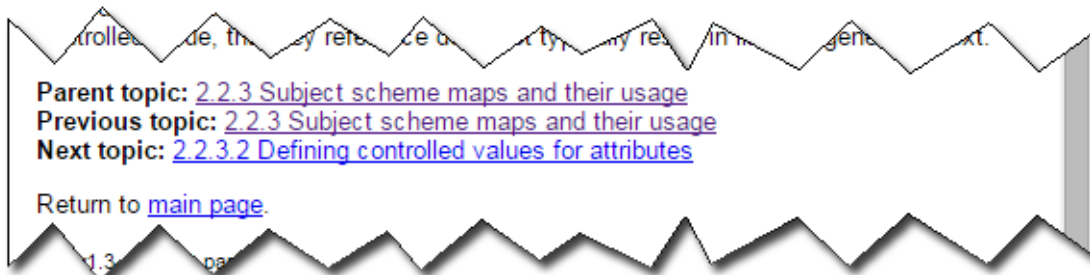 in
Parent topic: 2.2.3 Subject scheme maps and their usage
Previous topic: 2.2.3 Subject scheme maps and their usage
Next topic: 2.2.3.2 Defining controlled values for attributes
Return to main page.